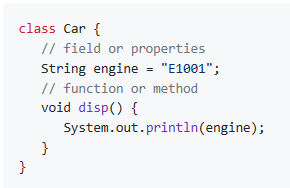 class Car {
   // field or properties
   String engine = "E1001";
   // function or method
   void disp() {
      System.out.println(engine);
   }
}